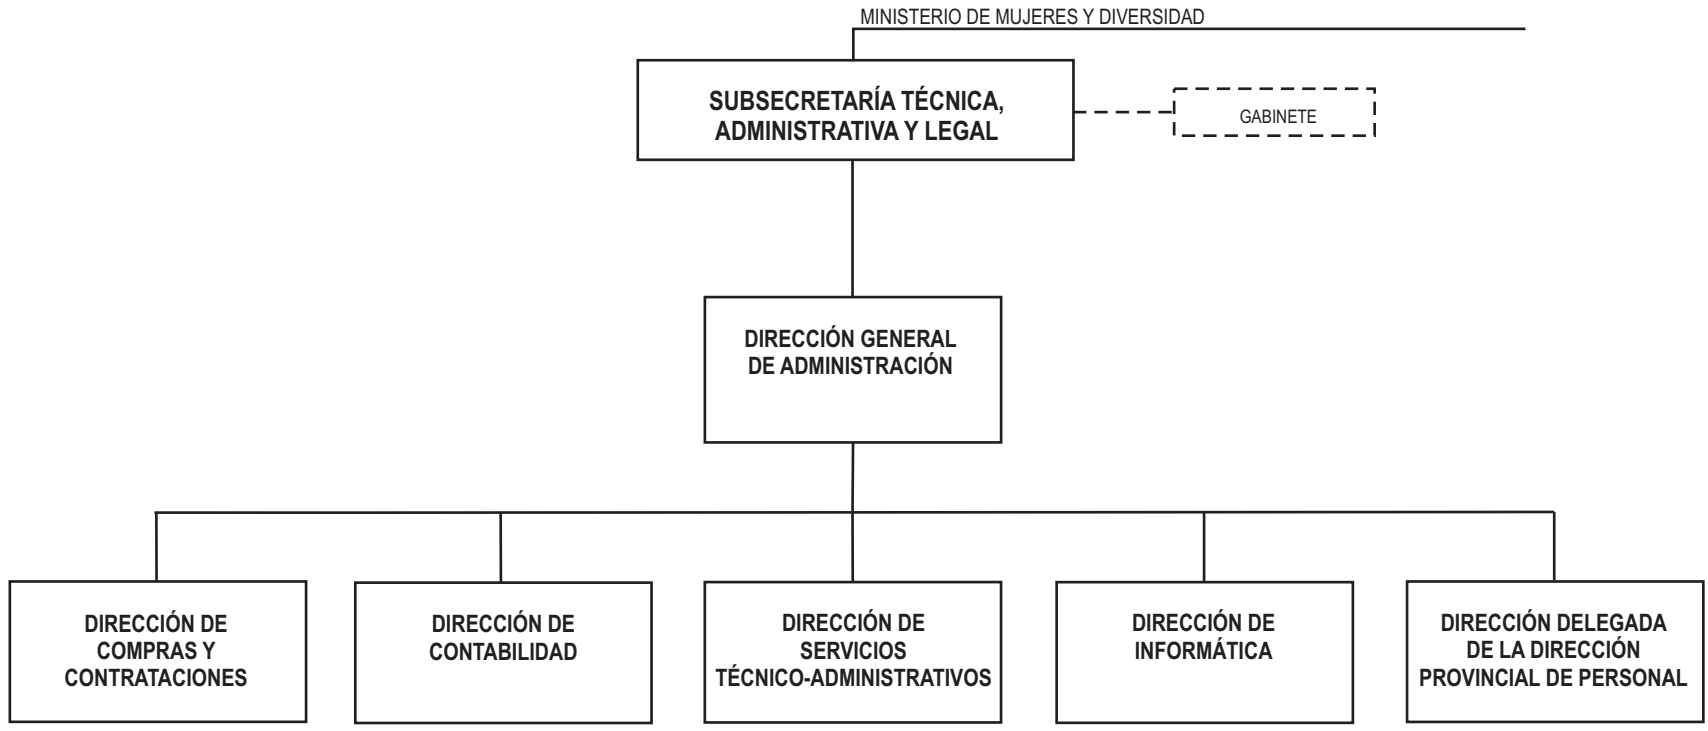 MINISTERIO DE MUJERES Y DIVERSIDAD
SUBSECRETARÍA TÉCNICA,
ADMINISTRATIVA Y LEGAL
GABINETE
DIRECCIÓN GENERAL
DE ADMINISTRACIÓN
DIRECCIÓN DE
COMPRAS Y
CONTRATACIONES
DIRECCIÓN DE
CONTABILIDAD
DIRECCIÓN DE
SERVICIOS
TÉCNICO-ADMINISTRATIVOS
DIRECCIÓN DE
INFORMÁTICA
DIRECCIÓN DELEGADA
DE LA DIRECCIÓN
PROVINCIAL DE PERSONAL